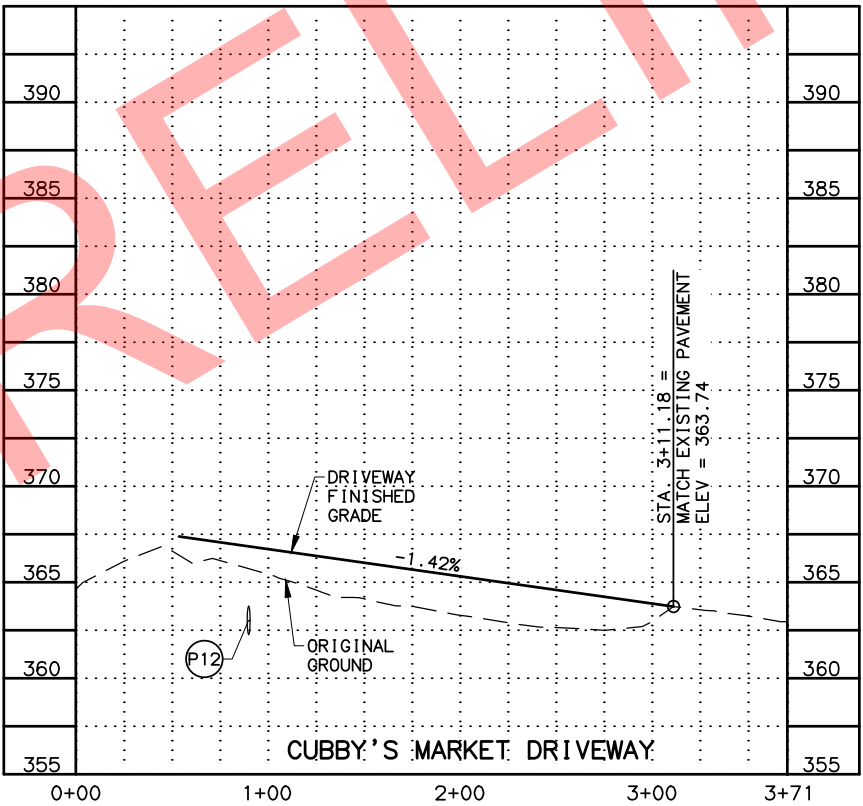 RELI
390
390
385
385
380
380
375
375
370
370
365
365
360
360
355
355
STA. 3+11.18 =
MATCH EXISTING PAVEMENT
ELEV = 363.74
DRIVEWAY
FINISHED
GRADE
-1.42%
ORIGINAL
GROUND
P12
CUBBY'S MARKET DRIVEWAY
0+00
1+00
2+00
3+00
3+71